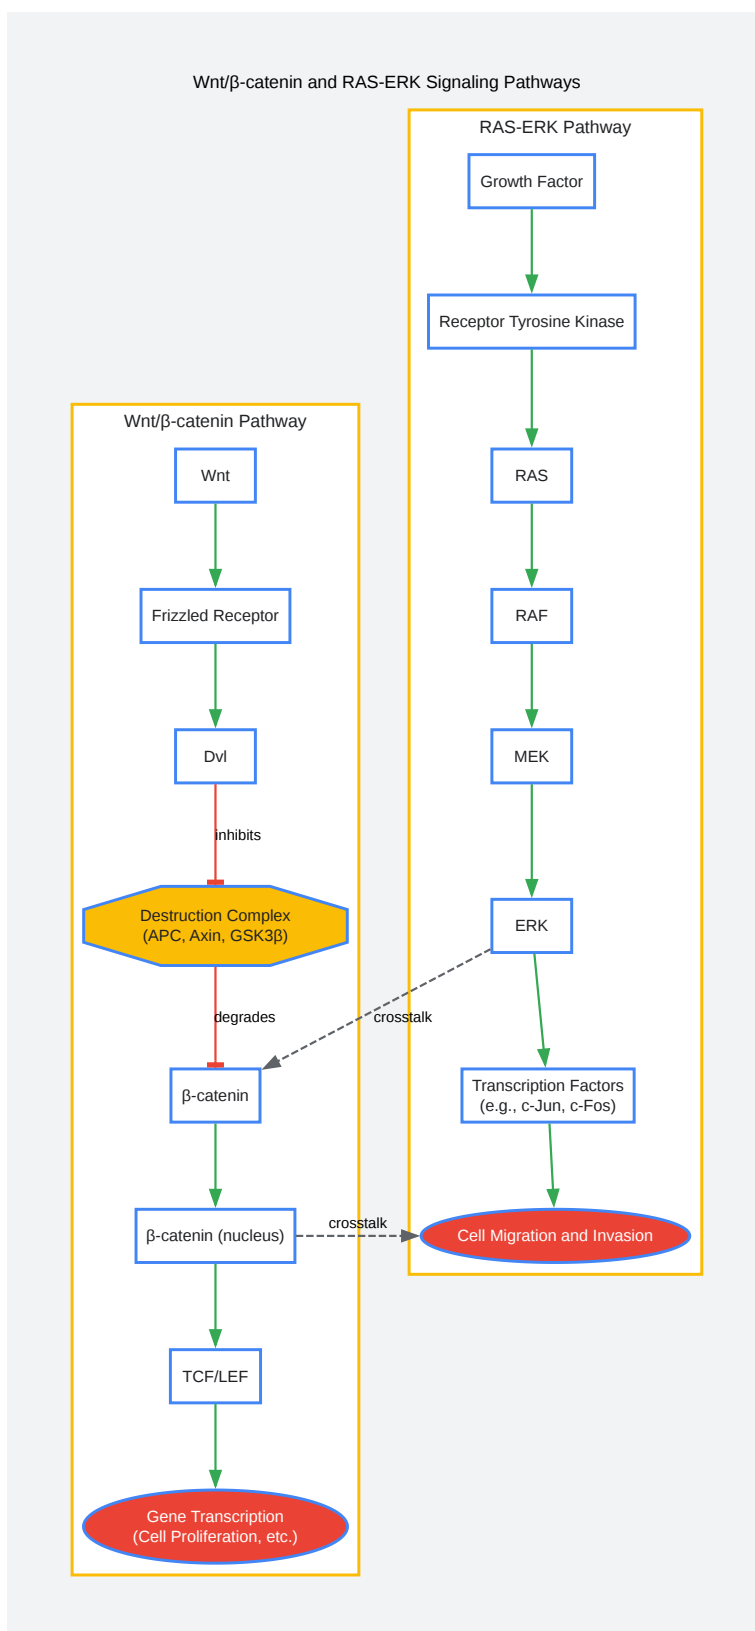 Wnt/β-catenin and RAS-ERK Signaling Pathways
RAS-ERK Pathway
Growth Factor
Receptor Tyrosine Kinase
Wnt/β-catenin Pathway
Wnt
RAS
Frizzled Receptor
RAF
Dvl
MEK
inhibits
Destruction Complex
(APC, Axin, GSK3β)
ERK
degrades
crosstalk
β-catenin
Transcription Factors
(e.g., c-Jun, c-Fos)
β-catenin (nucleus)
crosstalk
Cell Migration and Invasion
TCF/LEF
Gene Transcription
(Cell Proliferation, etc.)